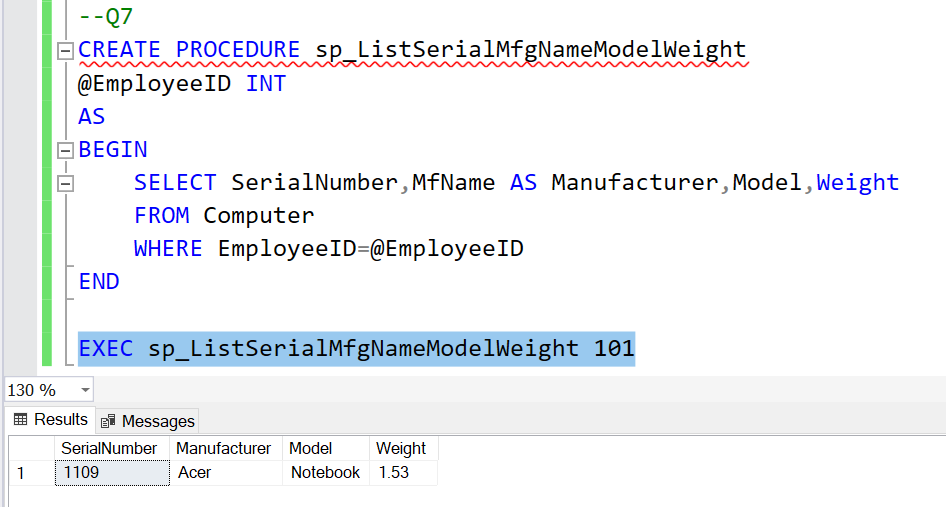 --Q7
CREATE PROCEDURE sp_ListSerialMfgNameModelWeight
@EmployeeID INT
AS
BEGIN
SELECT SerialNumber,MfName AS Manufacturer,Model,Weight
FROM Computer
WHERE EmployeeID=@EmployeeID
END
EXEC sp_ListSerialMfgNameModelWeight 101
130 %
Results Messages
SerialNumber Manufacturer Model Weight
1 1109 Acer Notebook 1.53